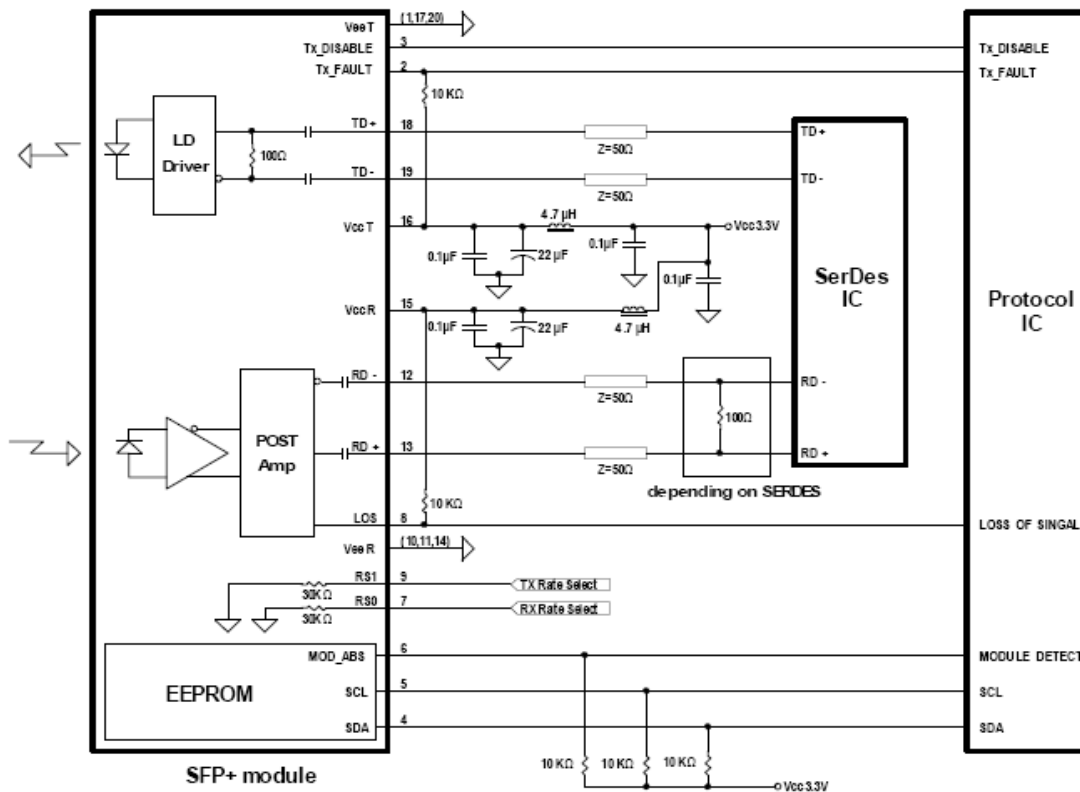 VeeT (1,17,20)
Tx_DISABLE 3 Tx_DISABLE
Tx_FAULT 2 Tx_FAULT
10 KΩ
LD
Driver
100Ω
TD+ 18 Z=50Ω TD+
TD- 19 Z=50Ω TD-
VccT 16 4.7 μH Vcc3.3V
0.1μF 22 μF 0.1μF 0.1μF
SerDes
IC
Protocol
IC
VccR 15
0.1μF 22 μF 4.7 μH
RD - 12 Z=50Ω RD -
100Ω
POST
Amp
RD + 13 Z=50Ω RD +
depending on SERDES
10 KΩ
LOS 8 LOSS OF SINGAL
VeeR (10,11,14)
RS1 9 TX Rate Select
30KΩ
RS0 7 RX Rate Select
30KΩ
MOD_ABS 6 MODULE DETECT
EEPROM
SCL 5 SCL
SDA 4 SDA
10 KΩ 10 KΩ 10 KΩ
Vcc3.3V
SFP+ module